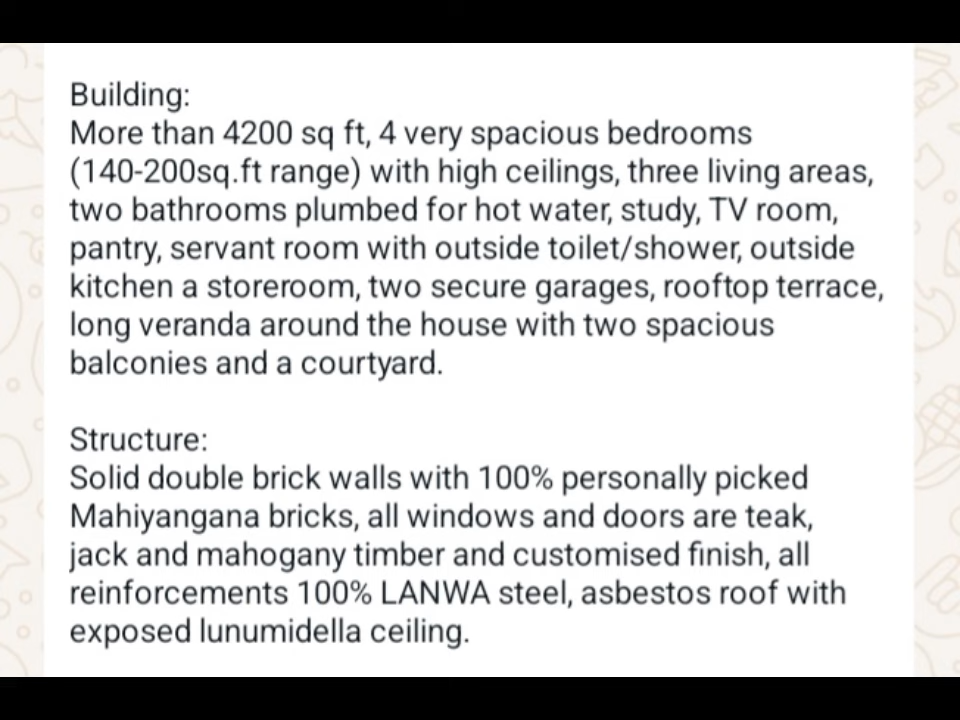 Building:
More than 4200 sq ft, 4 very spacious bedrooms
(140-200sq.ft range) with high ceilings, three living areas,
two bathrooms plumbed for hot water, study, TV room,
pantry, servant room with outside toilet/shower, outside
kitchen a storeroom, two secure garages, rooftop terrace,
long veranda around the house with two spacious
balconies and a courtyard.
Structure:
Solid double brick walls with 100% personally picked
Mahiyangana bricks, all windows and doors are teak,
jack and mahogany timber and customised finish, all
reinforcements 100% LANWA steel, asbestos roof with
exposed lunumidella ceiling.